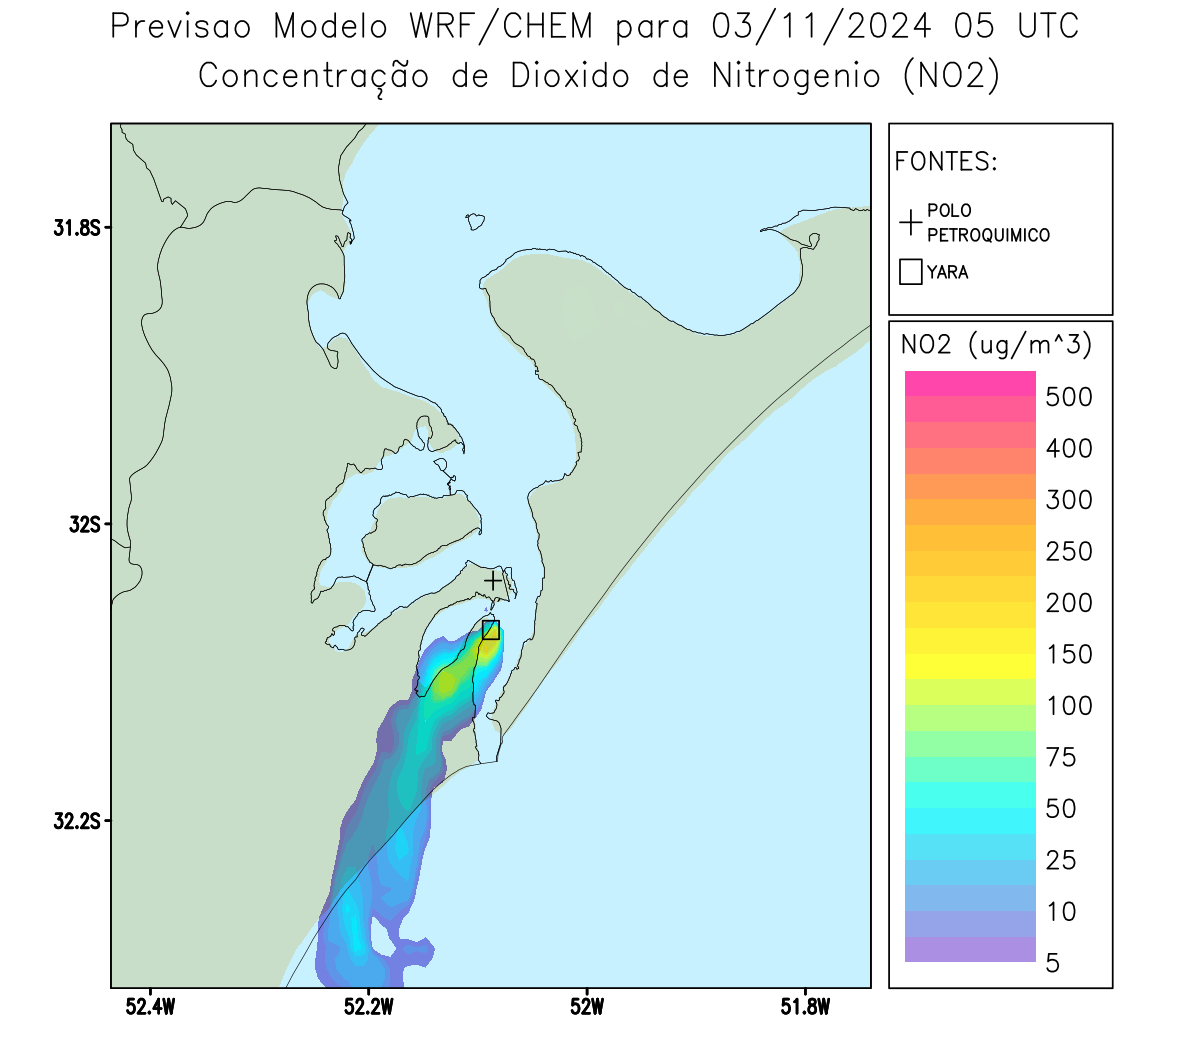 Previsao Modelo WRF/CHEM para 03/11/2024 05 UTC
Concentração de Dioxido de Nitrogenio (NO2)
FONTES:
POLO
PETROQUIMICO
YARA
NO2 (ug/m^3)
500
400
300
250
200
150
100
75
50
25
10
5
31.8S
32S
32.2S
52.4W
52.2W
52W
51.8W